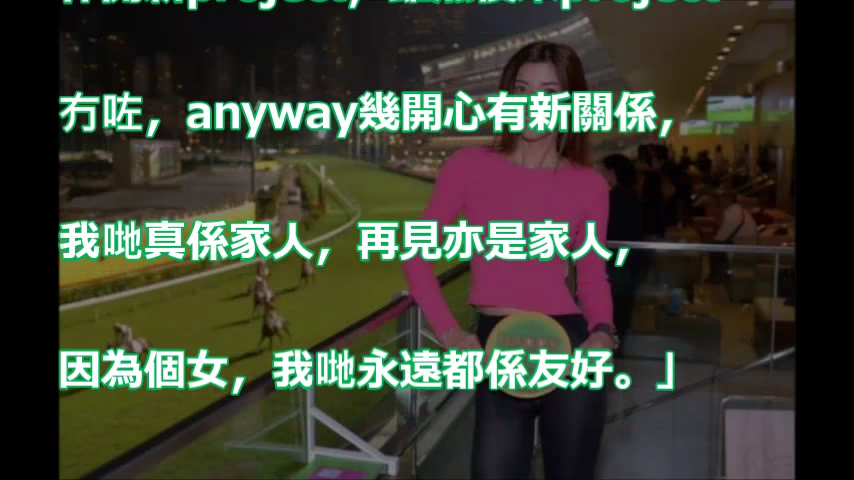 冇咗，anyway幾開心有新關係，
我哋真係家人，再見亦是家人，
因為個女，我哋永遠都係友好。」